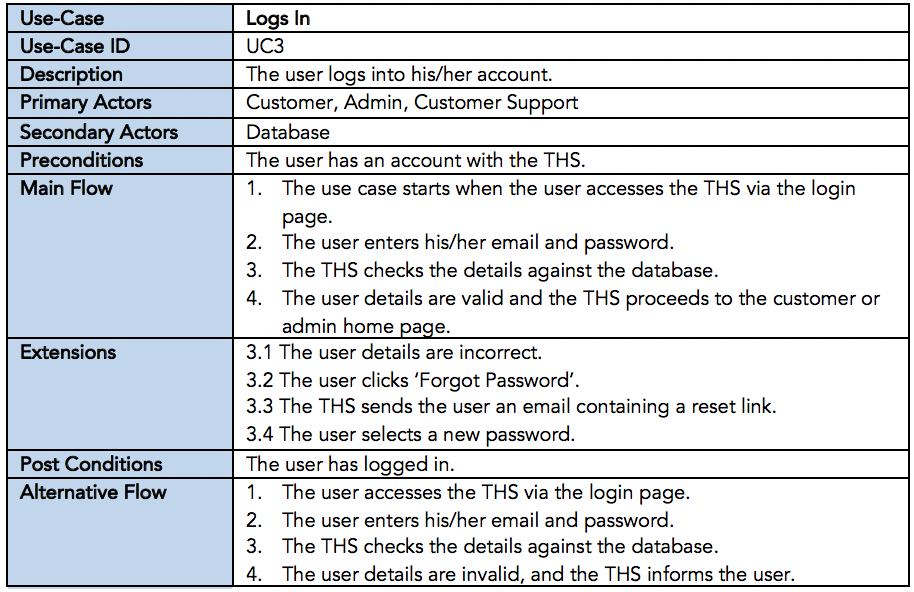 Use-Case Logs In
Use-Case ID UC3
Description The user logs into his/her account.
Primary Actors Customer, Admin, Customer Support
Secondary Actors Database
Preconditions The user has an account with the THS.
Main Flow 1. The use case starts when the user accesses the THS via the login
page.
2. The user enters his/her email and password.
3. The THS checks the details against the database.
4. The user details are valid and the THS proceeds to the customer or
admin home page.
Extensions 3.1 The user details are incorrect.
3.2 The user clicks ‘Forgot Password’.
3.3 The THS sends the user an email containing a reset link.
3.4 The user selects a new password.
Post Conditions The user has logged in.
Alternative Flow 1. The user accesses the THS via the login page.
2. The user enters his/her email and password.
3. The THS checks the details against the database.
4. The user details are invalid, and the THS informs the user.